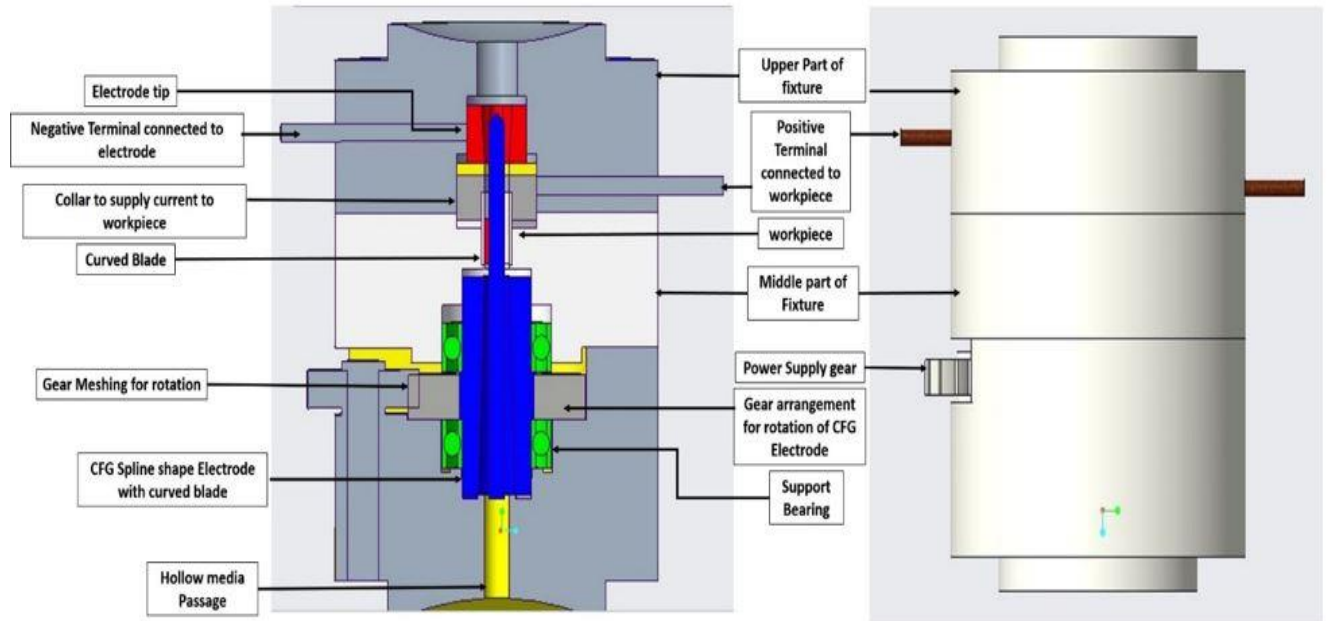 Electrode tip
Negative Terminal connected to
electrode
Collar to supply current to
workpiece
Curved Blade
Gear Meshing for rotation
CFG Spline shape Electrode
with curved blade
Hollow media
Passage
Upper Part of
fixture
Positive
Terminal
connected to
workpiece
workpiece
Middle part of
Fixture
Power Supply gear
Gear arrangement
for rotation of CFG
Electrode
Support
Bearing